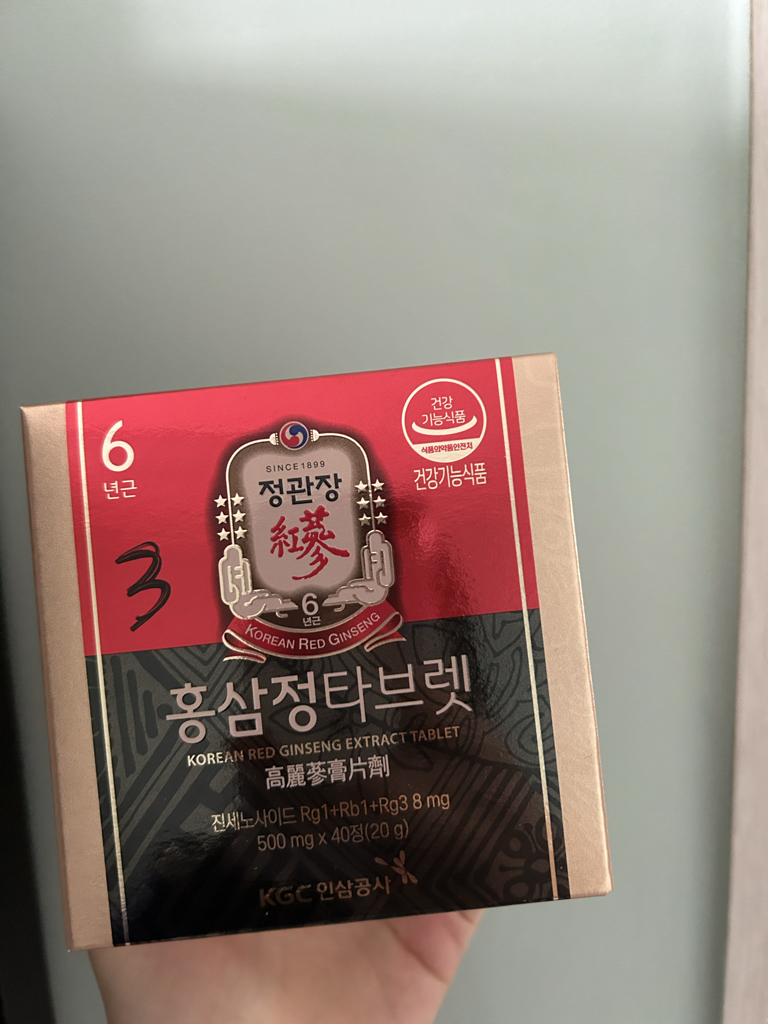 6
년근
건강
기능식품
식품의약품안전처
건강기능식품
SINCE 1899
정관장
紅蔘
6
년근
KOREAN RED GINSENG
3
홍삼정타브렛
KOREAN RED GINSENG EXTRACT TABLET
高麗蔘膏片劑
진세노사이드 Rg1+Rb1+Rg3 8 mg
500 mg x 40정(20 g)
KGC 인삼공사